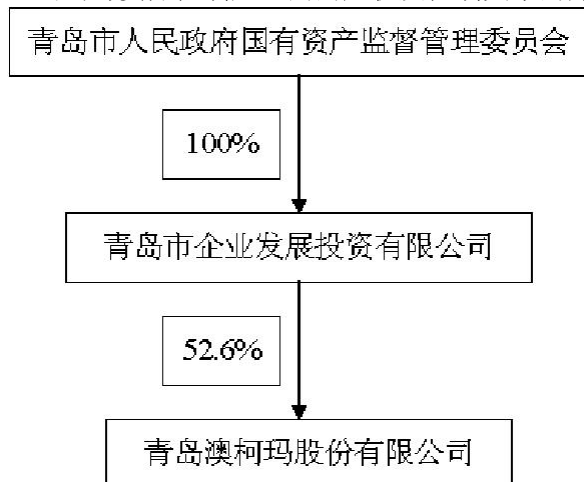 青岛市人民政府国有资产监督管理委员会
100%
青岛市企业发展投资有限公司
52.6%
青岛澳柯玛股份有限公司